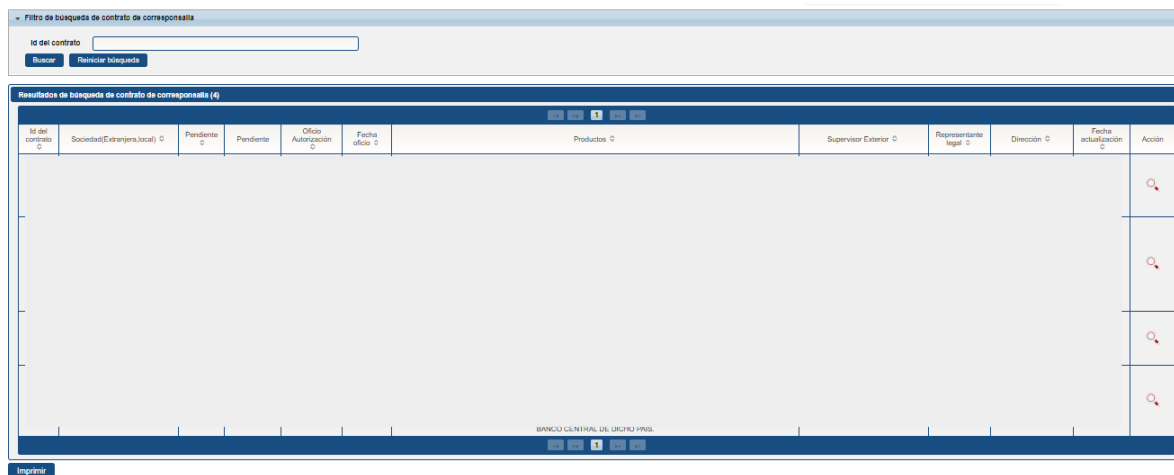 Filtro de búsqueda de contrato de corresponsalía
Id del contrato
Buscar Reiniciar búsqueda
Resultados de búsqueda de contrato de corresponsalía (4)
1
Id del contrato Sociedad(Extranjera,local) Pendiente Pendiente Oficio Autorización Fecha oficio Productos Supervisor Exterior Representante legal Dirección Fecha actualización Acción
BANCO CENTRAL DE DICHO PAIS.
1
Imprimir